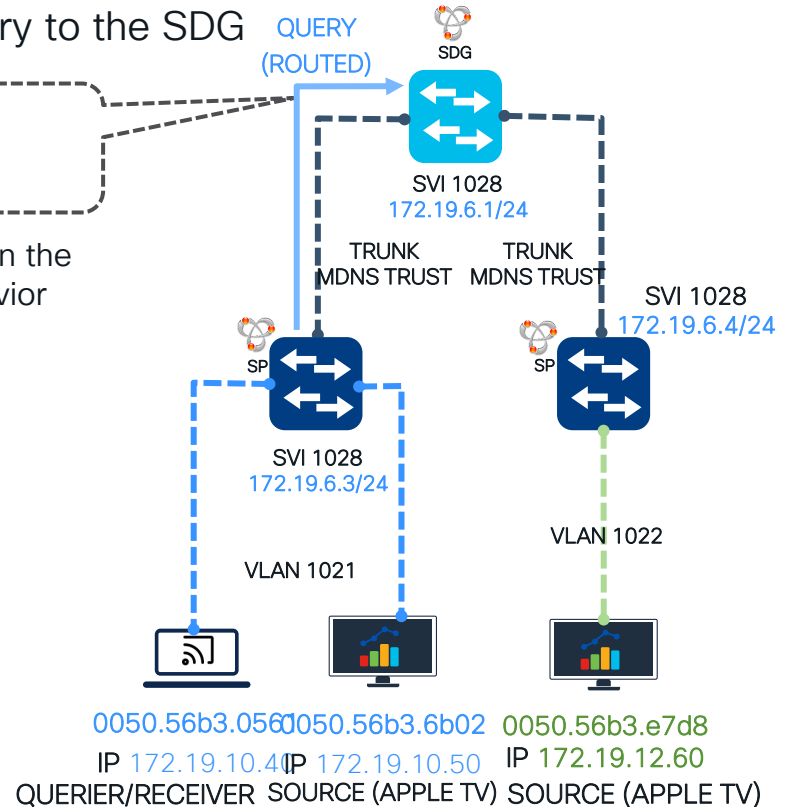 ry to the SDG
QUERY
(ROUTED)
SDG
SVI 1028
172.19.6.1/24
n the
vior
TRUNK
MDNS TRUST
TRUNK
MDNS TRUST
SVI 1028
172.19.6.4/24
SP
SP
SVI 1028
172.19.6.3/24
VLAN 1021
VLAN 1022
0050.56b3.0561
0050.56b3.6b02
0050.56b3.e7d8
IP 172.19.10.40
IP 172.19.10.50
IP 172.19.12.60
QUERIER/RECEIVER
SOURCE (APPLE TV)
SOURCE (APPLE TV)